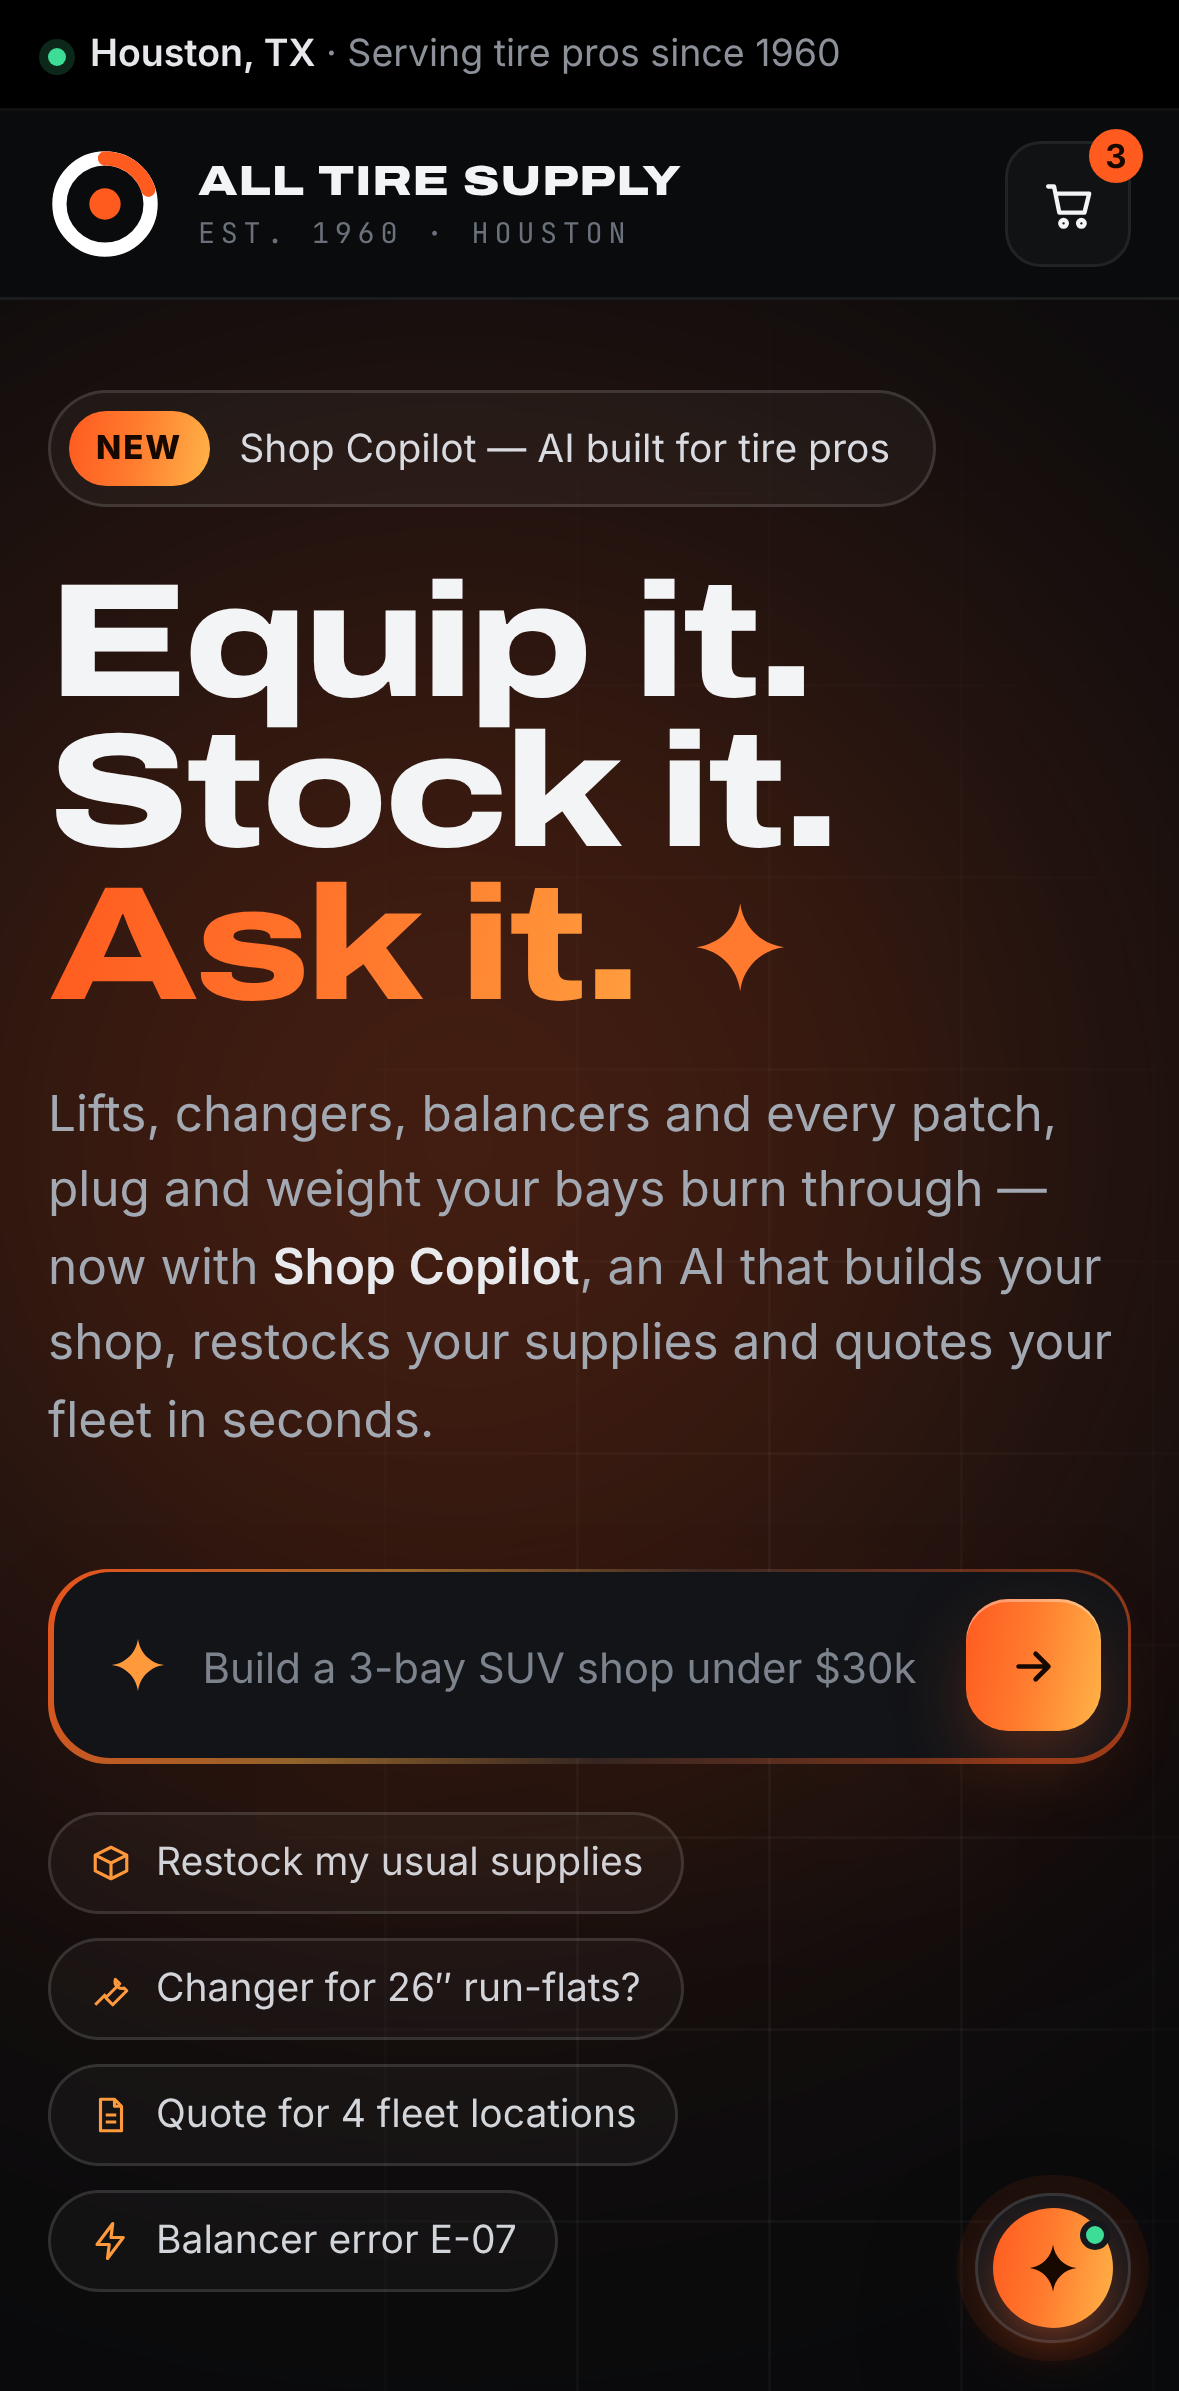 Houston, TX · Serving tire pros since 1960
ALL TIRE SUPPLY
EST. 1960 · HOUSTON
3
NEW Shop Copilot — AI built for tire pros
Equip it.
Stock it.
Ask it. ✦
Lifts, changers, balancers and every patch,
plug and weight your bays burn through —
now with Shop Copilot, an AI that builds your
shop, restocks your supplies and quotes your
fleet in seconds.
Build a 3-bay SUV shop under $30k
Restock my usual supplies
Changer for 26″ run-flats?
Quote for 4 fleet locations
Balancer error E-07